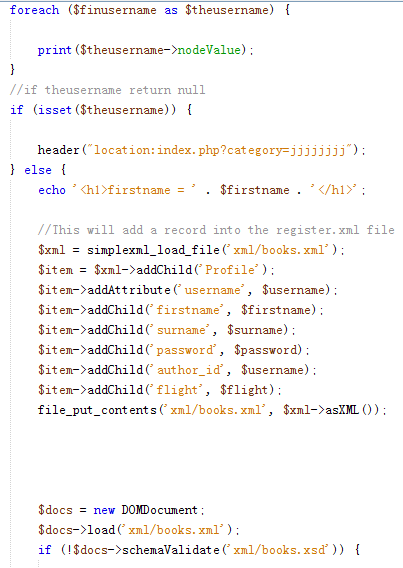 foreach ($finusername as $theusername) {
print($theusername->nodeValue);
}
//if theusername return null
if (isset($theusername)) {
header("location:index.php?category=jjjjjjjj");
} else {
echo '<h1>firstname = ' . $firstname . '</h1>';
//This will add a record into the register.xml file
$xml = simplexml_load_file('xml/books.xml');
$item = $xml->addChild('Profile');
$item->addAttribute('username', $username);
$item->addChild('firstname', $firstname);
$item->addChild('surname', $surname);
$item->addChild('password', $password);
$item->addChild('author_id', $username);
$item->addChild('flight', $flight);
file_put_contents('xml/books.xml', $xml->asXML());
$docs = new DOMDocument;
$docs->load('xml/books.xml');
if (!$docs->schemaValidate('xml/books.xsd')) {